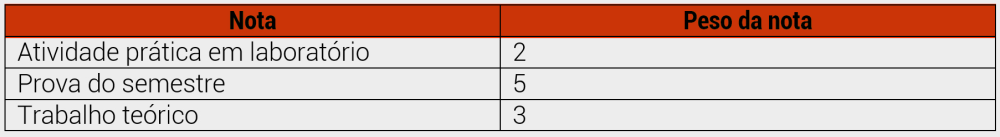 Nota Peso da nota
Atividade prática em laboratório 2
Prova do semestre 5
Trabalho teórico 3